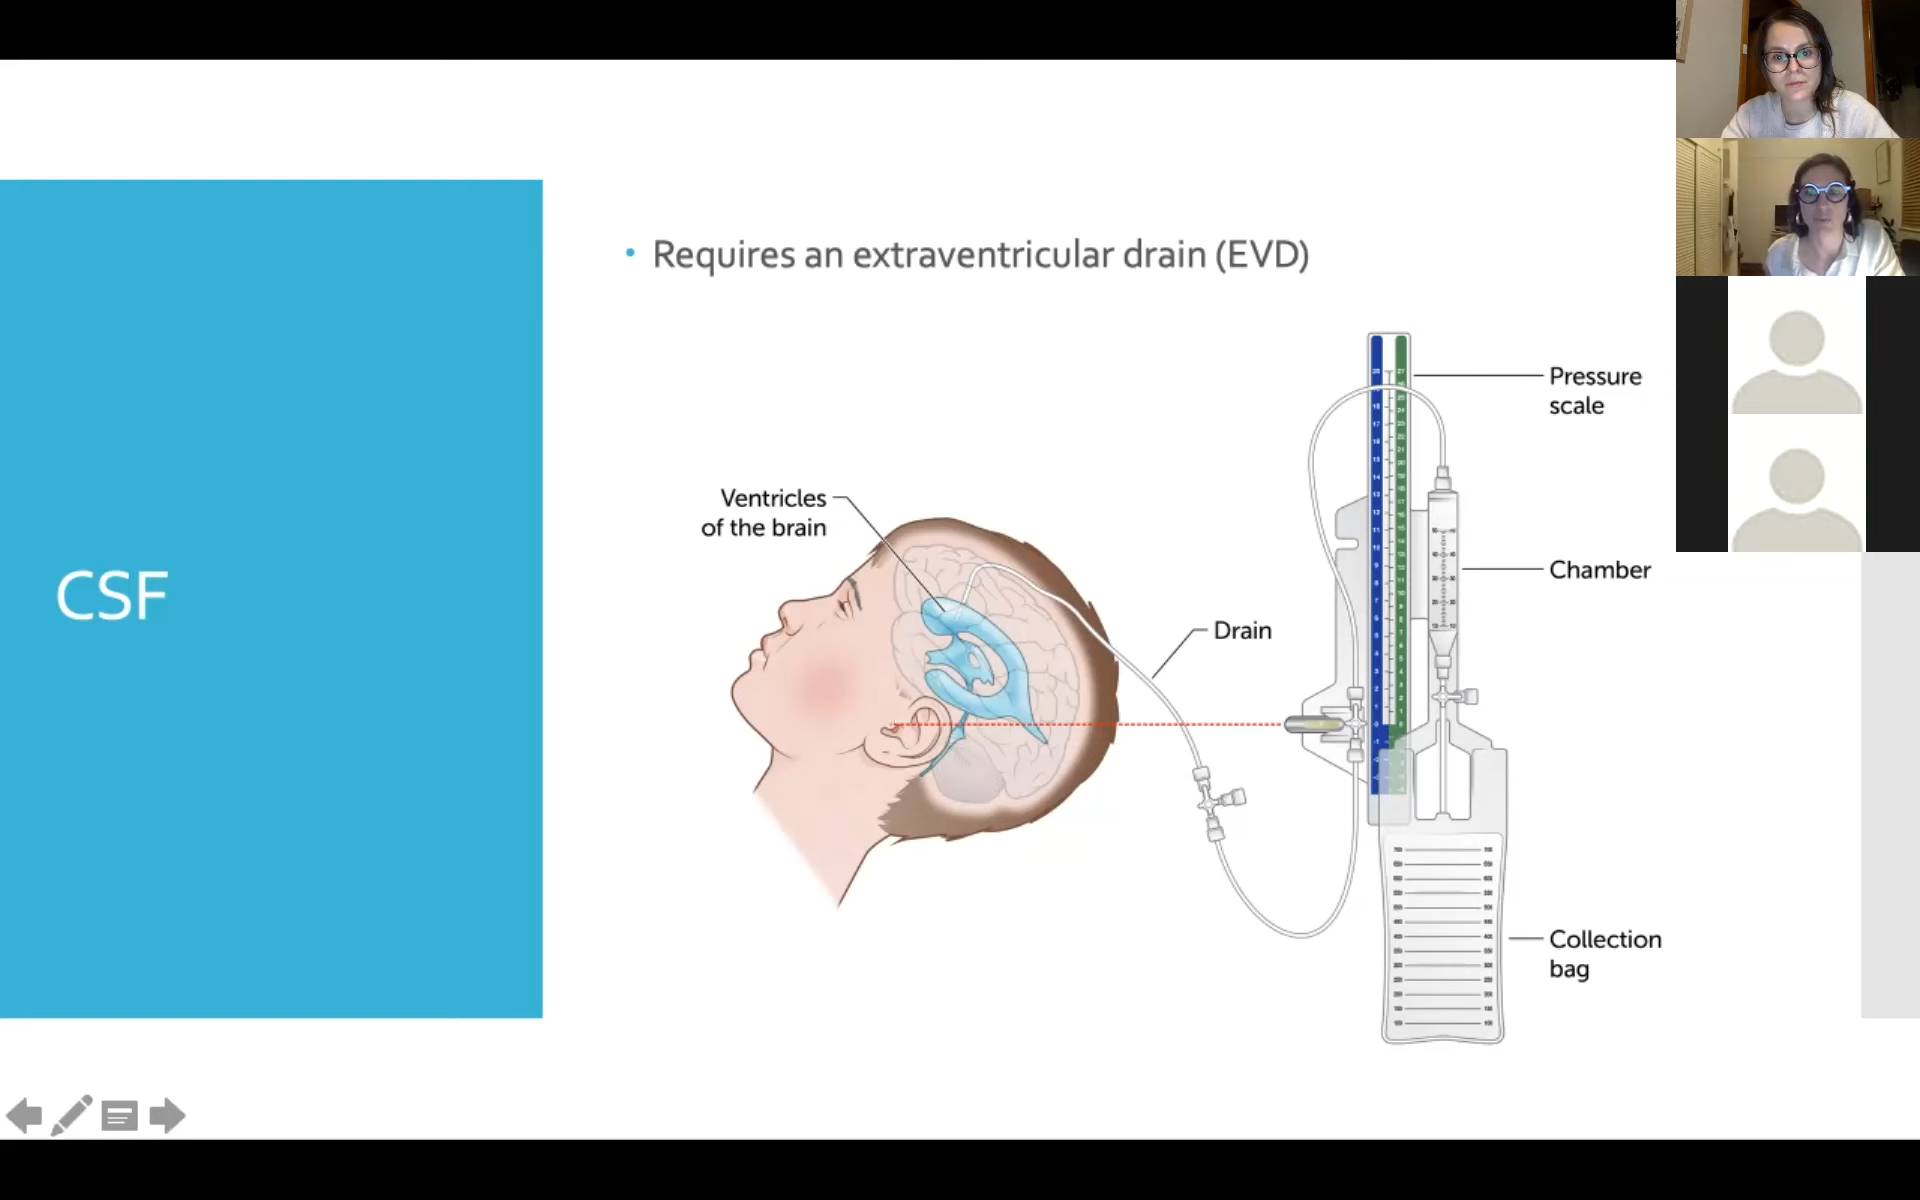 CSF
• Requires an extraventricular drain (EVD)
Ventricles
of the brain
Drain
Pressure
scale
Chamber
Collection
bag